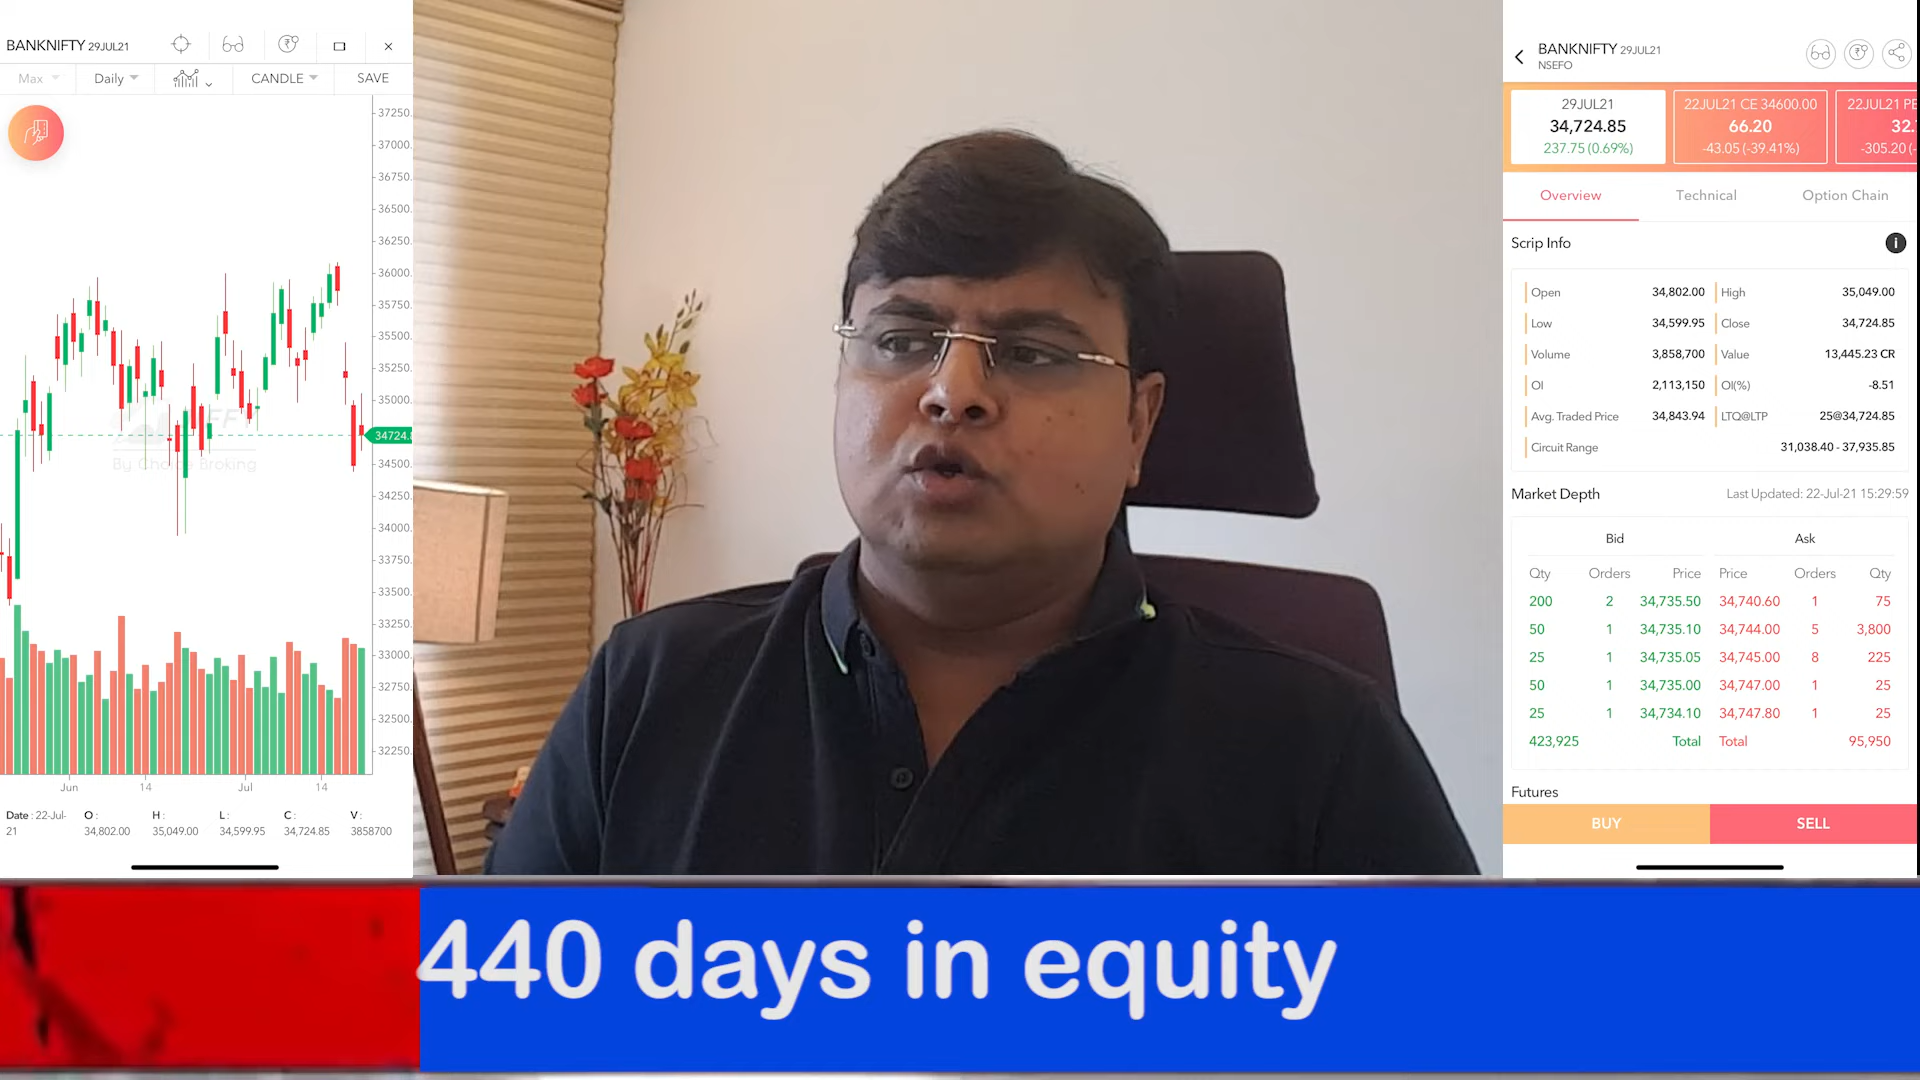 BANKNIFTY 29JUL21
Max Daily CANDLE SAVE
37250.
37000.
36750.
36500.
36250.
36000.
35750.
35500.
35250.
35000.
34724.8
34500.
34250.
34000.
33750.
33500.
33250.
33000.
32750.
32500.
32250.
By Choice Broking
Jun 14 Jul 14
Date : 22-Jul-21 O : 34,802.00 H : 35,049.00 L : 34,599.95 C : 34,724.85 V : 3858700
BANKNIFTY 29JUL21
NSEFO
29JUL21 22JUL21 CE 34600.00 22JUL21 PE
34,724.85 66.20 32.
237.75 (0.69%) -43.05 (-39.41%) -305.20 (-
Overview Technical Option Chain
Scrip Info
Open 34,802.00 High 35,049.00
Low 34,599.95 Close 34,724.85
Volume 3,858,700 Value 13,445.23 CR
OI 2,113,150 OI(%) -8.51
Avg. Traded Price 34,843.94 LTQ@LTP 25@34,724.85
Circuit Range 31,038.40 - 37,935.85
Market Depth Last Updated: 22-Jul-21 15:29:59
Bid Ask
Qty Orders Price Price Orders Qty
200 2 34,735.50 34,740.60 1 75
50 1 34,735.10 34,744.00 5 3,800
25 1 34,735.05 34,745.00 8 225
50 1 34,735.00 34,747.00 1 25
25 1 34,734.10 34,747.80 1 25
423,925 Total Total 95,950
Futures
BUY SELL
440 days in equity